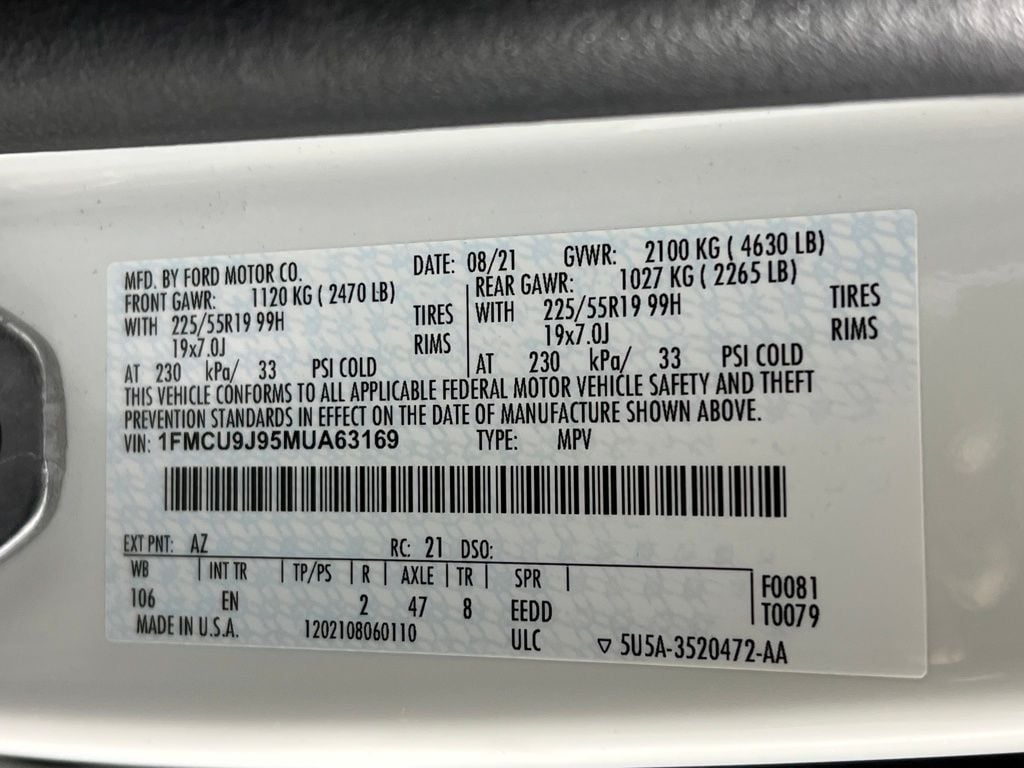 MFD. BY FORD MOTOR CO. DATE: 08/21 GVWR: 2100 KG ( 4630 LB)
FRONT GAWR: 1120 KG ( 2470 LB) REAR GAWR: 1027 KG ( 2265 LB)
WITH 225/55R19 99H TIRES WITH 225/55R19 99H TIRES
19x7.0J RIMS 19x7.0J RIMS
AT 230 kPa/ 33 PSI COLD AT 230 kPa/ 33 PSI COLD
THIS VEHICLE CONFORMS TO ALL APPLICABLE FEDERAL MOTOR VEHICLE SAFETY AND THEFT
PREVENTION STANDARDS IN EFFECT ON THE DATE OF MANUFACTURE SHOWN ABOVE.
VIN: 1FMCU9J95MUA63169 TYPE: MPV
EXT PNT: AZ RC: 21 DSO:
WB INT TR TP/PS R AXLE TR SPR F0081
106 EN 2 47 8 EEDD T0079
MADE IN U.S.A. 1202108060110 ULC ▽ 5U5A-3520472-AA